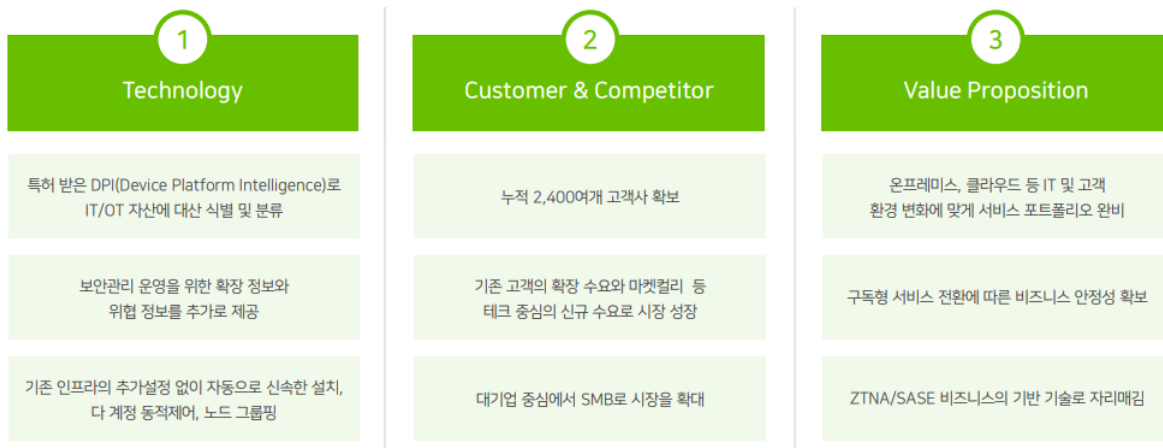 1
Technology
특허 받은 DPI(Device Platform Intelligence)로
IT/OT 자산에 대산 식별 및 분류
보안관리 운영을 위한 확장 정보와
위협 정보를 추가로 제공
기존 인프라의 추가설정 없이 자동으로 신속한 설치,
다 계정 동적제어, 노드 그룹핑
2
Customer & Competitor
누적 2,400여개 고객사 확보
기존 고객의 확장 수요와 마켓컬리 등
테크 중심의 신규 수요로 시장 성장
대기업 중심에서 SMB로 시장을 확대
3
Value Proposition
온프레미스, 클라우드 등 IT 및 고객
환경 변화에 맞게 서비스 포트폴리오 완비
구독형 서비스 전환에 따른 비즈니스 안정성 확보
ZTNA/SASE 비즈니스의 기반 기술로 자리매김